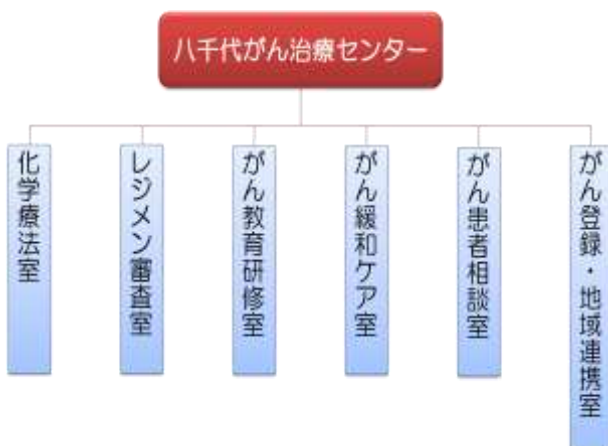 八千代がん治療センター
化学療法室
レジメン審査室
がん教育研修室
がん緩和ケア室
がん患者相談室
がん登録・地域連携室